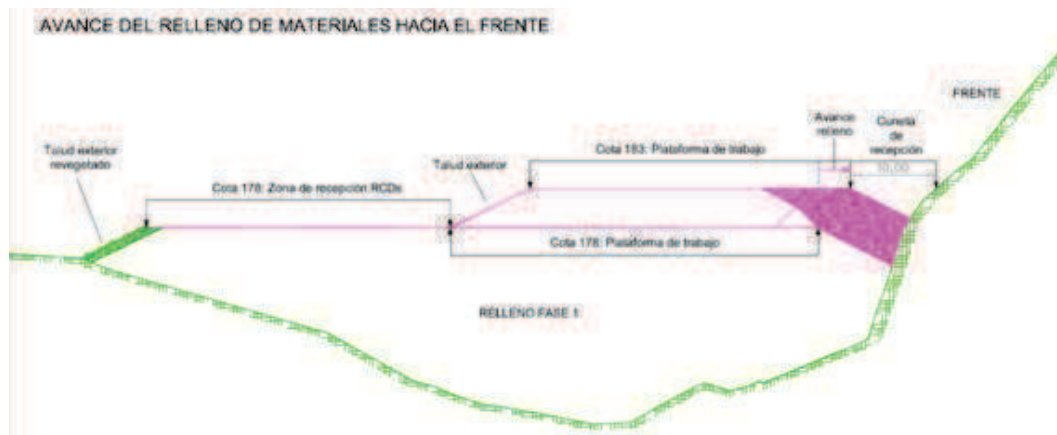 AVANCE DEL RELLENO DE MATERIALES HACIA EL FRENTE
FRENTE
Avance
relleno
Cuneta
de
recepción
10,00
Talud exterior
revegetado
Talud exterior
Cota 183: Plataforma de trabajo
Cota 178: Zona de recepción RCDs
Cota 178: Plataforma de trabajo
RELLENO FASE 1